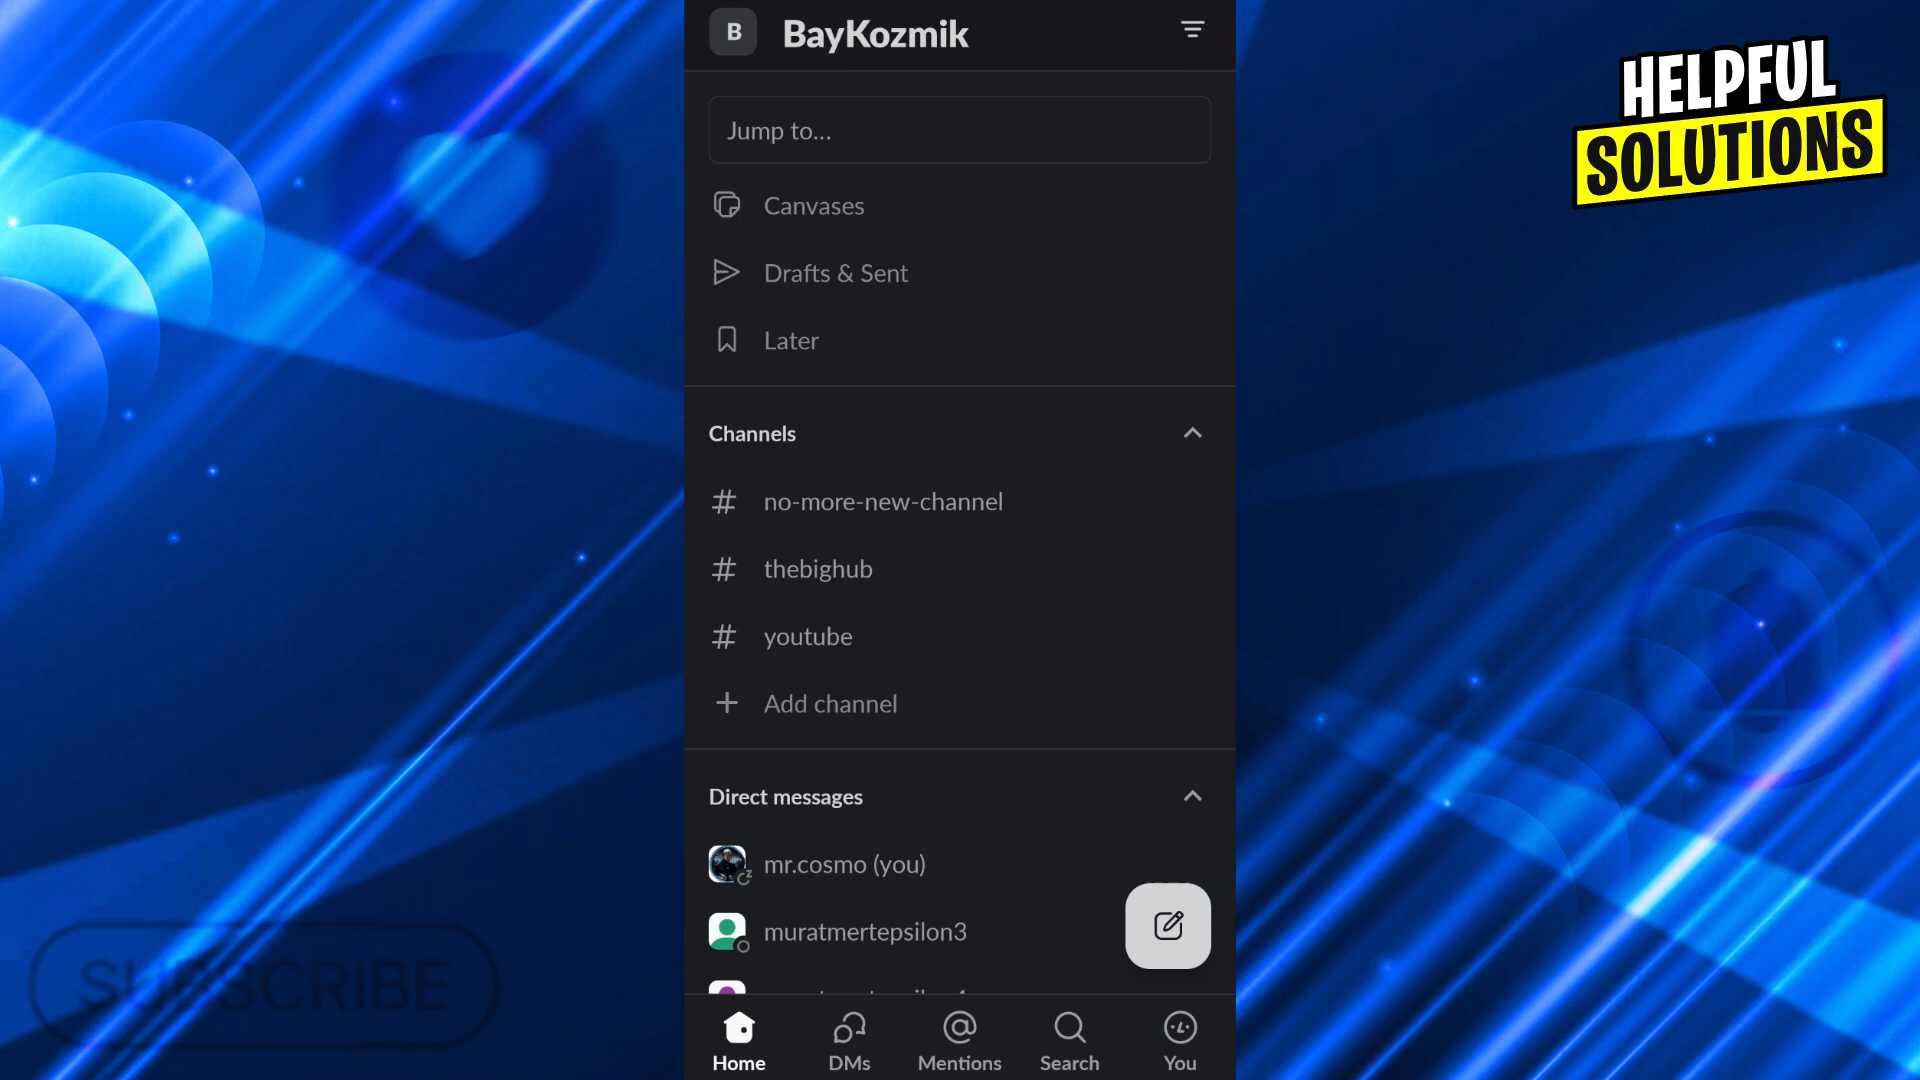 B BayKozmik
HELPFUL
SOLUTIONS
Jump to...
Canvases
Drafts & Sent
Later
Channels
# no-more-new-channel
# thebighub
# youtube
+ Add channel
Direct messages
mr.cosmo (you)
muratmertepsilon3
SUBSCRIBE
Home DMs Mentions Search You